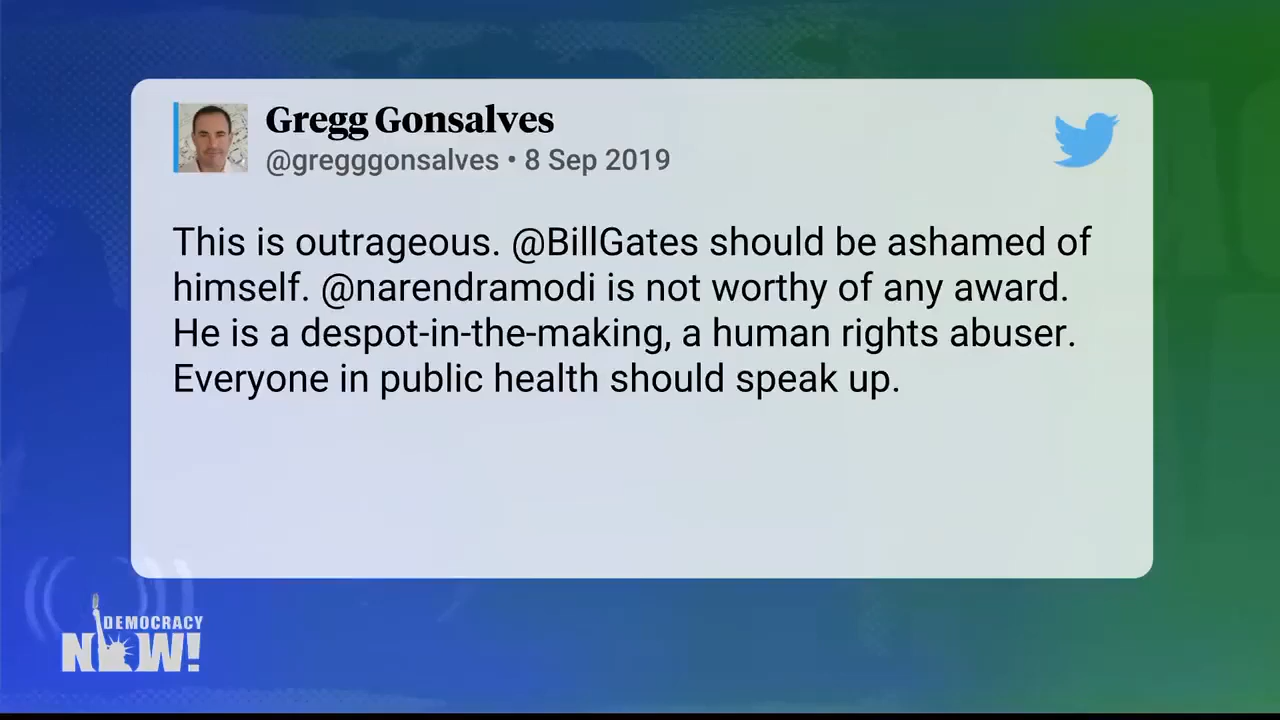 Gregg Gonsalves
@gregggonsalves • 8 Sep 2019
This is outrageous. @BillGates should be ashamed of
himself. @narendramodi is not worthy of any award.
He is a despot-in-the-making, a human rights abuser.
Everyone in public health should speak up.
DEMOCRACY
NOW!